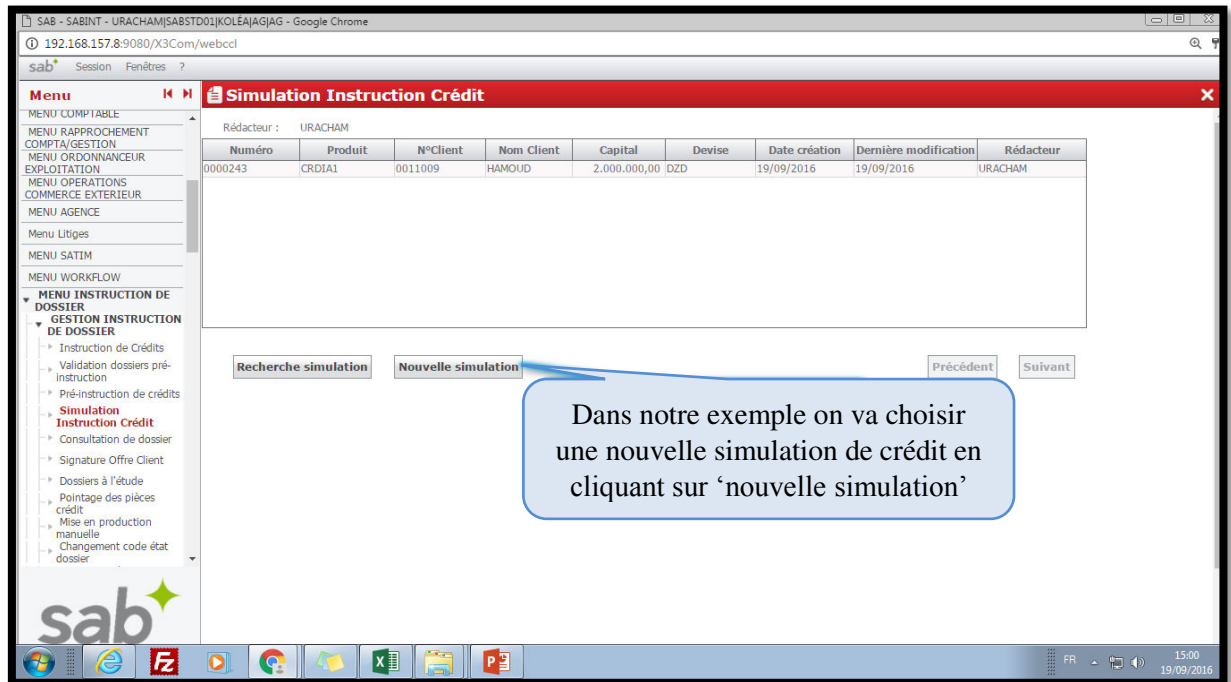 SAB - SABINT - URACHAM|SABSTD01|KOLÉA|AG|AG - Google Chrome
192.168.157.8:9080/X3Com/webccl
sab Session Fenêtres ?
Menu
Simulation Instruction Crédit
MENU COMPTABLE
MENU RAPPROCHEMENT
COMPTA/GESTION
MENU ORDONNANCEUR
EXPLOITATION
MENU OPERATIONS
COMMERCE EXTERIEUR
MENU AGENCE
Menu Litiges
MENU SATIM
MENU WORKFLOW
MENU INSTRUCTION DE
DOSSIER
GESTION INSTRUCTION
DE DOSSIER
Instruction de Crédits
Validation dossiers pré-
instruction
Pré-instruction de crédits
Simulation
Instruction Crédit
Consultation de dossier
Signature Offre Client
Dossiers à l'étude
Pointage des pièces
crédit
Mise en production
manuelle
Changement code état
dossier
sab
Rédacteur : URACHAM
Numéro Produit N°Client Nom Client Capital Devise Date création Dernière modification Rédacteur
0000243 CRDIA1 0011009 HAMOUD 2.000.000,00 DZD 19/09/2016 19/09/2016 URACHAM
Recherche simulation Nouvelle simulation Précédent Suivant
Dans notre exemple on va choisir
une nouvelle simulation de crédit en
cliquant sur ‘nouvelle simulation’
FR 15:00
19/09/2016